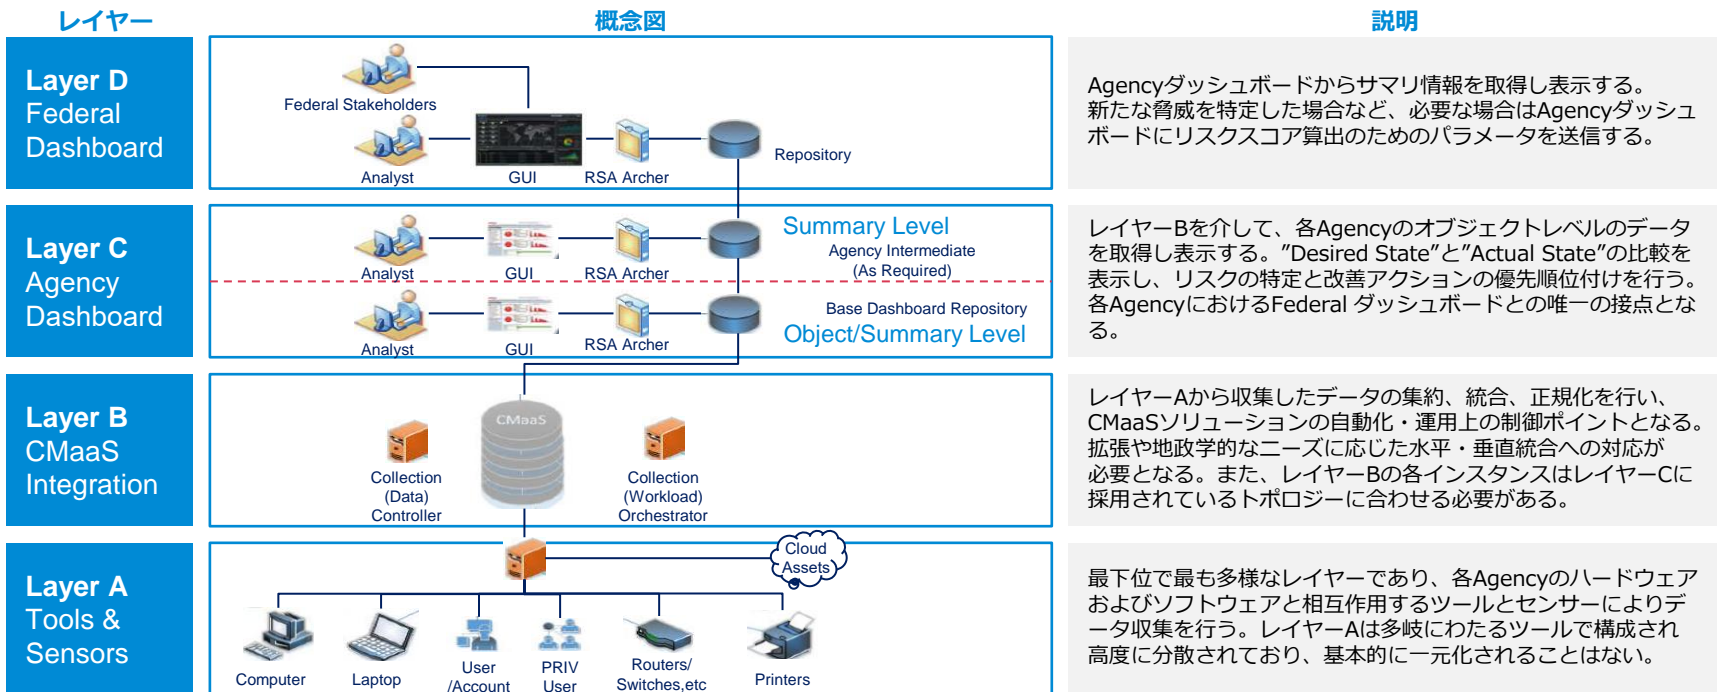 レイヤー
概念図
説明
Layer D
Federal
Dashboard
Federal Stakeholders
Analyst
GUI
RSA Archer
Repository
Agencyダッシュボードからサマリ情報を取得し表示する。
新たな脅威を特定した場合など、必要な場合はAgencyダッシュ
ボードにリスクスコア算出のためのパラメータを送信する。
Layer C
Agency
Dashboard
Summary Level
Agency Intermediate
(As Required)
Analyst
GUI
RSA Archer
Base Dashboard Repository
Object/Summary Level
Analyst
GUI
RSA Archer
レイヤーBを介して、各Agencyのオブジェクトレベルのデータ
を取得し表示する。”Desired State”と”Actual State”の比較を
表示し、リスクの特定と改善アクションの優先順位付けを行う。
各AgencyにおけるFederal ダッシュボードとの唯一の接点とな
る。
Layer B
CMaaS
Integration
CMaaS
Collection
(Data)
Controller
Collection
(Workload)
Orchestrator
レイヤーAから収集したデータの集約、統合、正規化を行い、
CMaaSソリューションの自動化・運用上の制御ポイントとなる。
拡張や地政学的なニーズに応じた水平・垂直統合への対応が
必要となる。また、レイヤーBの各インスタンスはレイヤーCに
採用されているトポロジーに合わせる必要がある。
Layer A
Tools &
Sensors
Cloud
Assets
Computer
Laptop
User
/Account
PRIV
User
Routers/
Switches,etc
Printers
最下位で最も多様なレイヤーであり、各Agencyのハードウェア
およびソフトウェアと相互作用するツールとセンサーによりデ
ータ収集を行う。レイヤーAは多岐にわたるツールで構成され
高度に分散されており、基本的に一元化されることはない。